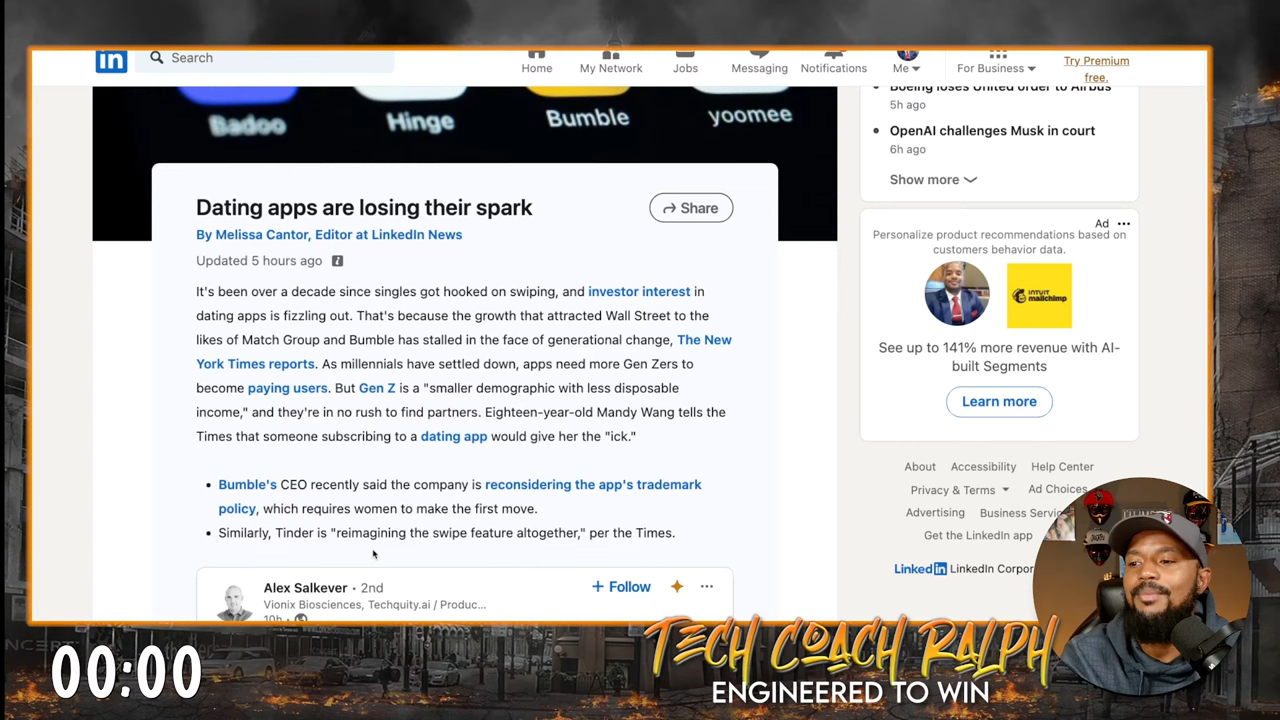 in
Search
Home
My Network
Jobs
Messaging
Notifications
Me
For Business
Try Premium
free.
Badoo
Hinge
Bumble
yoomee
Dating apps are losing their spark
Share
By Melissa Cantor, Editor at LinkedIn News
Updated 5 hours ago
It's been over a decade since singles got hooked on swiping, and investor interest in
dating apps is fizzling out. That's because the growth that attracted Wall Street to the
likes of Match Group and Bumble has stalled in the face of generational change, The New
York Times reports. As millennials have settled down, apps need more Gen Zers to
become paying users. But Gen Z is a "smaller demographic with less disposable
income," and they're in no rush to find partners. Eighteen-year-old Mandy Wang tells the
Times that someone subscribing to a dating app would give her the "ick."
• Bumble's CEO recently said the company is reconsidering the app's trademark
policy, which requires women to make the first move.
• Similarly, Tinder is "reimagining the swipe feature altogether," per the Times.
Alex Salkever • 2nd
+ Follow
Vionix Biosciences, Techquity.ai / Produc...
10h •
Boeing loses United order to Airbus
5h ago
• OpenAI challenges Musk in court
6h ago
Show more
Ad
Personalize product recommendations based on
customers behavior data.
INTUIT
mailchimp
See up to 141% more revenue with AI-
built Segments
Learn more
About
Accessibility
Help Center
Privacy & Terms
Ad Choices
Advertising
Business Servic
Get the LinkedIn app
LinkedIn LinkedIn Corpor
00:00
TECH COACH RALPH
ENGINEERED TO WIN